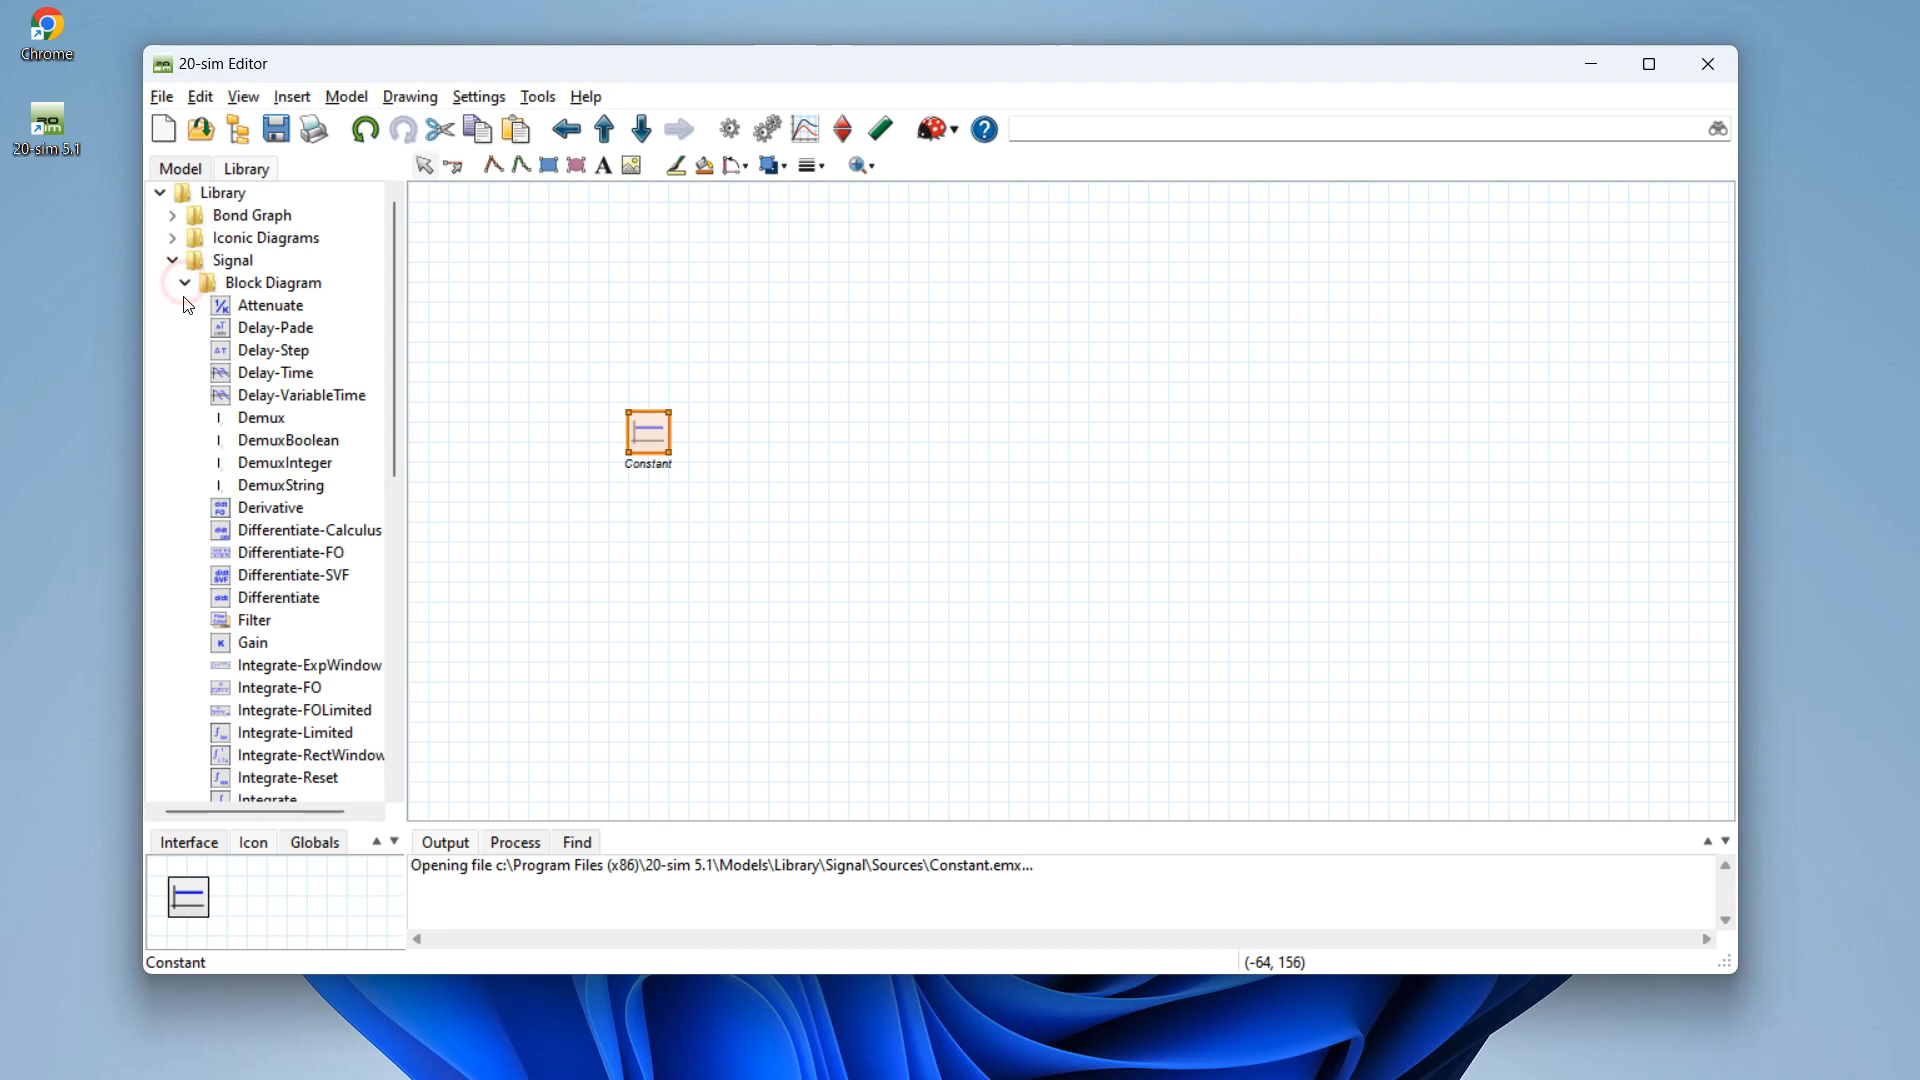 Chrome
20-sim 5.1
20-sim Editor
File Edit View Insert Model Drawing Settings Tools Help
Model Library
Library
Bond Graph
Iconic Diagrams
Signal
Block Diagram
Attenuate
Delay-Pade
Delay-Step
Delay-Time
Delay-VariableTime
Demux
DemuxBoolean
DemuxInteger
DemuxString
Derivative
Differentiate-Calculus
Differentiate-FO
Differentiate-SVF
Differentiate
Filter
Gain
Integrate-ExpWindow
Integrate-FO
Integrate-FOLimited
Integrate-Limited
Integrate-RectWindow
Integrate-Reset
Integrate
Constant
Interface Icon Globals
Output Process Find
Opening file c:\Program Files (x86)\20-sim 5.1\Models\Library\Signal\Sources\Constant.emx...
Constant
(-64, 156)